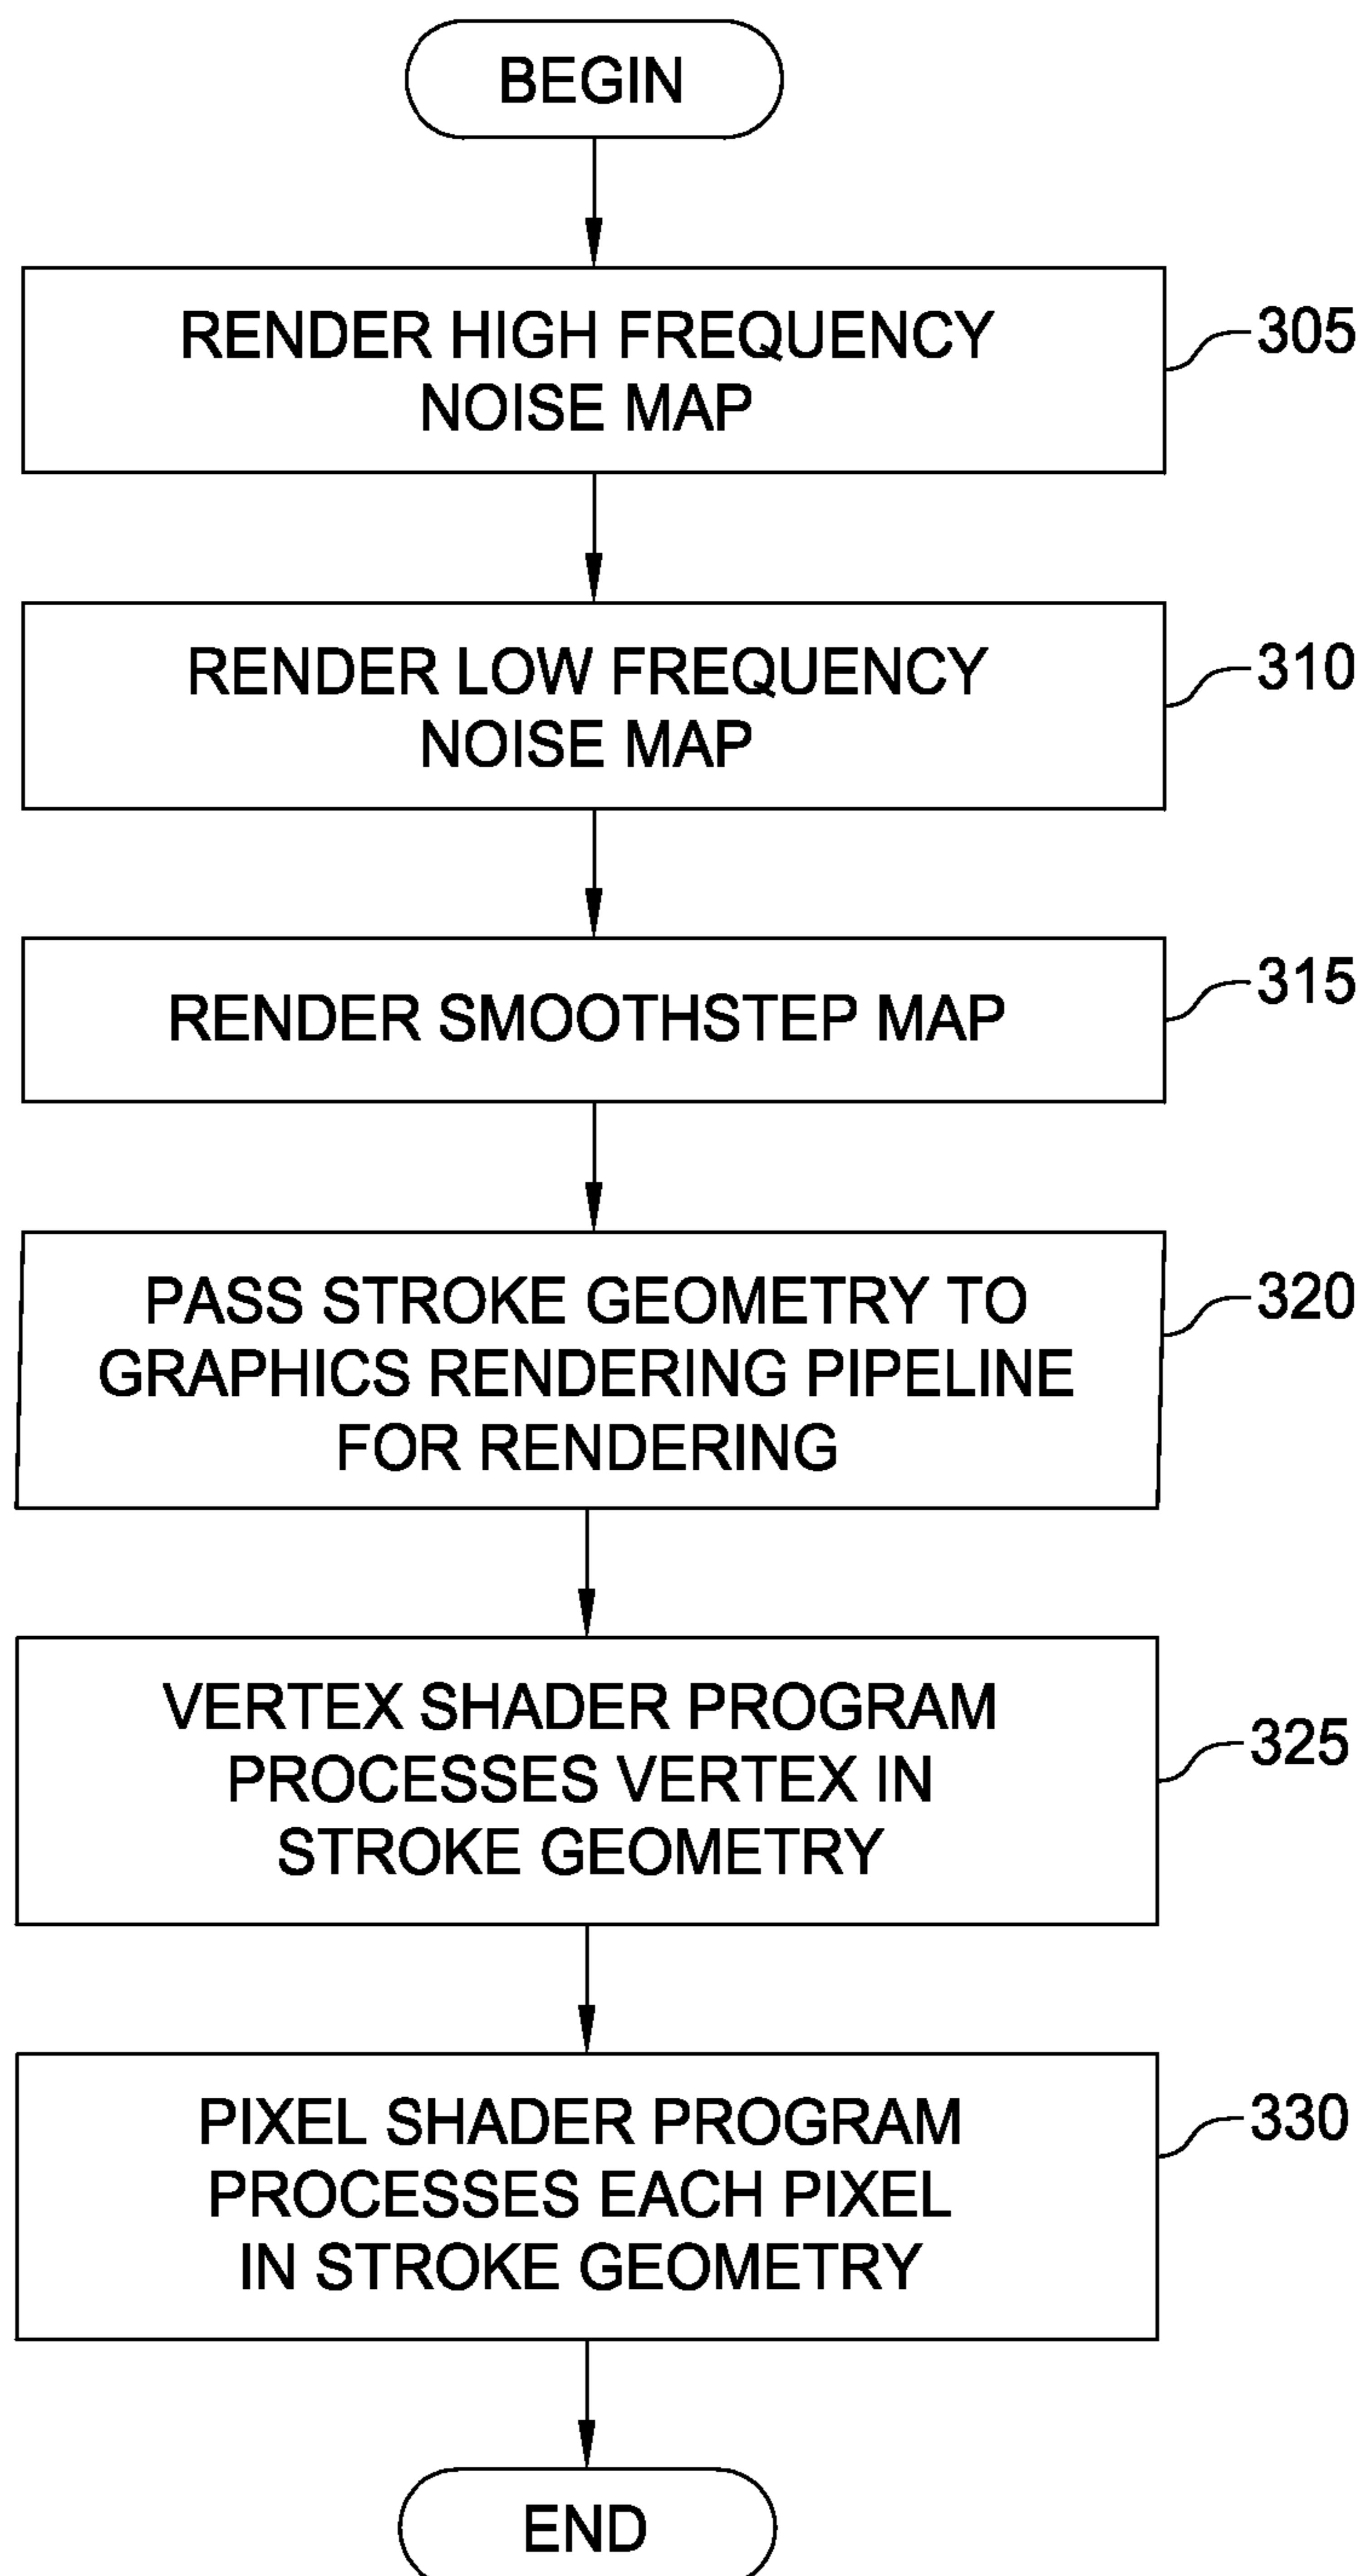 BEGIN
RENDER HIGH FREQUENCY
NOISE MAP
305
RENDER LOW FREQUENCY
NOISE MAP
310
RENDER SMOOTHSTEP MAP
315
PASS STROKE GEOMETRY TO
GRAPHICS RENDERING PIPELINE
FOR RENDERING
320
VERTEX SHADER PROGRAM
PROCESSES VERTEX IN
STROKE GEOMETRY
325
PIXEL SHADER PROGRAM
PROCESSES EACH PIXEL
IN STROKE GEOMETRY
330
END